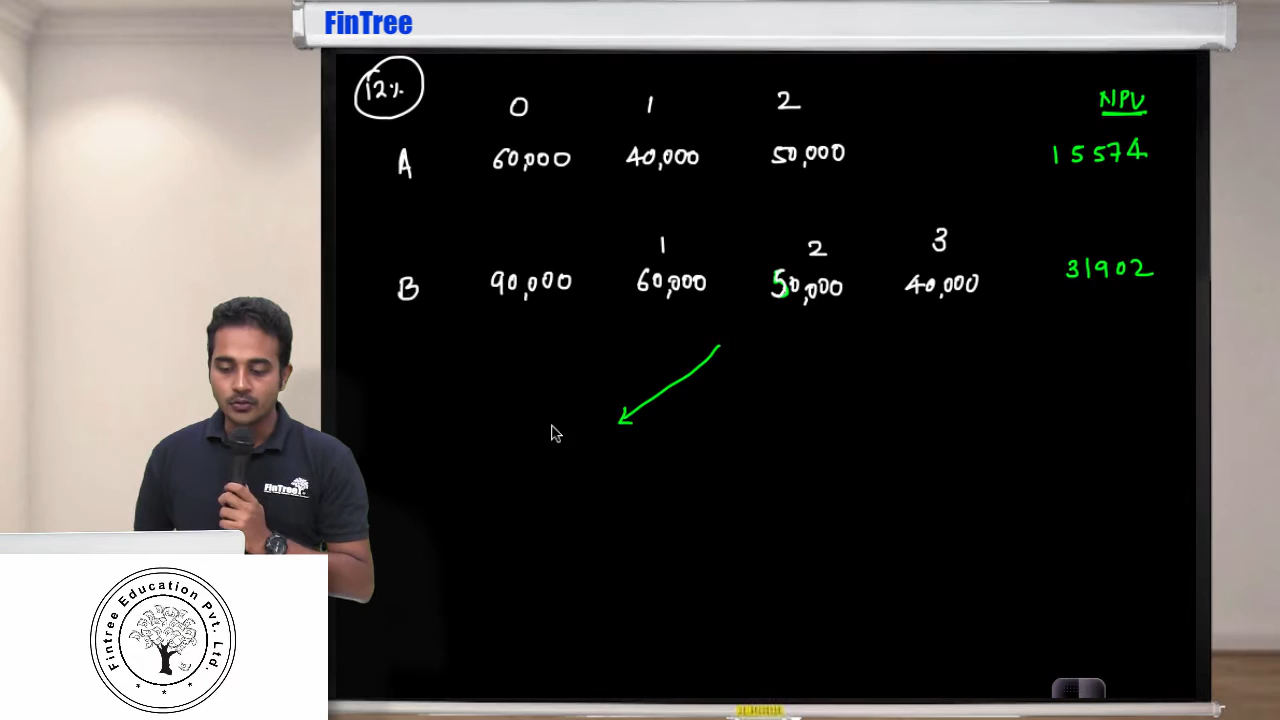 FinTree
12%
0 1 2 NPV
A 60,000 40,000 50,000 15574
1 2 3
B 90,000 60,000 50,000 40,000 31902
FinTree
Fintree Education Pvt. Ltd.
* * *